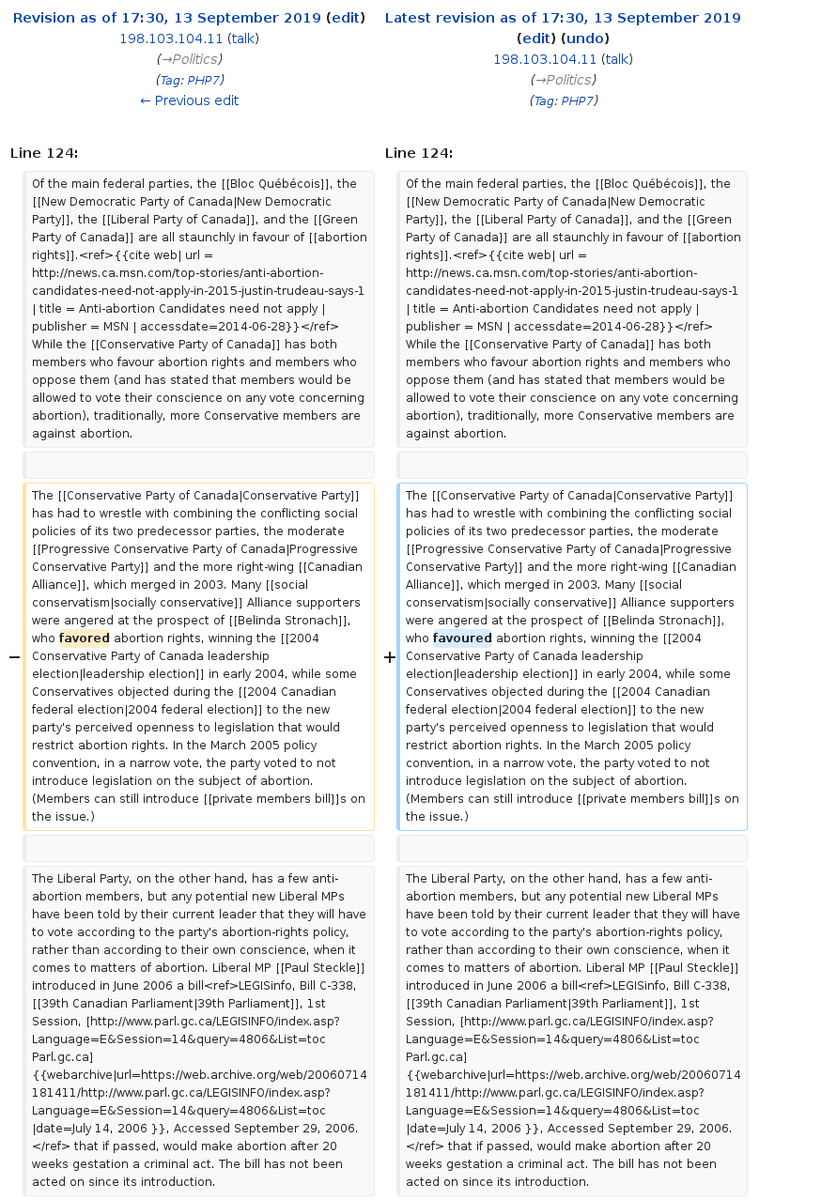 Revision as of 17:30, 13 September 2019 (edit)
198.103.104.11 (talk)
(→Politics)
(Tag: PHP7)
← Previous edit
Latest revision as of 17:30, 13 September 2019
(edit) (undo)
198.103.104.11 (talk)
(→Politics)
(Tag: PHP7)
Line 124:
Line 124:
Of the main federal parties, the [[Bloc Québécois]], the
[[New Democratic Party of Canada|New Democratic
Party]], the [[Liberal Party of Canada]], and the [[Green
Party of Canada]] are all staunchly in favour of [[abortion
rights]].<ref>{{cite web| url =
http://news.ca.msn.com/top-stories/anti-abortion-
candidates-need-not-apply-in-2015-justin-trudeau-says-1
| title = Anti-abortion Candidates need not apply |
publisher = MSN | accessdate=2014-06-28}}</ref>
While the [[Conservative Party of Canada]] has both
members who favour abortion rights and members who
oppose them (and has stated that members would be
allowed to vote their conscience on any vote concerning
abortion), traditionally, more Conservative members are
against abortion.
Of the main federal parties, the [[Bloc Québécois]], the
[[New Democratic Party of Canada|New Democratic
Party]], the [[Liberal Party of Canada]], and the [[Green
Party of Canada]] are all staunchly in favour of [[abortion
rights]].<ref>{{cite web| url =
http://news.ca.msn.com/top-stories/anti-abortion-
candidates-need-not-apply-in-2015-justin-trudeau-says-1
| title = Anti-abortion Candidates need not apply |
publisher = MSN | accessdate=2014-06-28}}</ref>
While the [[Conservative Party of Canada]] has both
members who favour abortion rights and members who
oppose them (and has stated that members would be
allowed to vote their conscience on any vote concerning
abortion), traditionally, more Conservative members are
against abortion.
−
The [[Conservative Party of Canada|Conservative Party]]
has had to wrestle with combining the conflicting social
policies of its two predecessor parties, the moderate
[[Progressive Conservative Party of Canada|Progressive
Conservative Party]] and the more right-wing [[Canadian
Alliance]], which merged in 2003. Many [[social
conservatism|socially conservative]] Alliance supporters
were angered at the prospect of [[Belinda Stronach]],
who favored abortion rights, winning the [[2004
Conservative Party of Canada leadership
election|leadership election]] in early 2004, while some
Conservatives objected during the [[2004 Canadian
federal election|2004 federal election]] to the new
party's perceived openness to legislation that would
restrict abortion rights. In the March 2005 policy
convention, in a narrow vote, the party voted to not
introduce legislation on the subject of abortion.
(Members can still introduce [[private members bill]]s on
the issue.)
+
The [[Conservative Party of Canada|Conservative Party]]
has had to wrestle with combining the conflicting social
policies of its two predecessor parties, the moderate
[[Progressive Conservative Party of Canada|Progressive
Conservative Party]] and the more right-wing [[Canadian
Alliance]], which merged in 2003. Many [[social
conservatism|socially conservative]] Alliance supporters
were angered at the prospect of [[Belinda Stronach]],
who favoured abortion rights, winning the [[2004
Conservative Party of Canada leadership
election|leadership election]] in early 2004, while some
Conservatives objected during the [[2004 Canadian
federal election|2004 federal election]] to the new
party's perceived openness to legislation that would
restrict abortion rights. In the March 2005 policy
convention, in a narrow vote, the party voted to not
introduce legislation on the subject of abortion.
(Members can still introduce [[private members bill]]s on
the issue.)
The Liberal Party, on the other hand, has a few anti-
abortion members, but any potential new Liberal MPs
have been told by their current leader that they will have
to vote according to the party's abortion-rights policy,
rather than according to their own conscience, when it
comes to matters of abortion. Liberal MP [[Paul Steckle]]
introduced in June 2006 a bill<ref>LEGISinfo, Bill C-338,
[[39th Canadian Parliament|39th Parliament]], 1st
Session, [http://www.parl.gc.ca/LEGISINFO/index.asp?
Language=E&Session=14&query=4806&List=toc
Parl.gc.ca]
{{webarchive|url=https://web.archive.org/web/20060714
181411/http://www.parl.gc.ca/LEGISINFO/index.asp?
Language=E&Session=14&query=4806&List=toc
|date=July 14, 2006 }}, Accessed September 29, 2006.
</ref> that if passed, would make abortion after 20
weeks gestation a criminal act. The bill has not been
acted on since its introduction.
The Liberal Party, on the other hand, has a few anti-
abortion members, but any potential new Liberal MPs
have been told by their current leader that they will have
to vote according to the party's abortion-rights policy,
rather than according to their own conscience, when it
comes to matters of abortion. Liberal MP [[Paul Steckle]]
introduced in June 2006 a bill<ref>LEGISinfo, Bill C-338,
[[39th Canadian Parliament|39th Parliament]], 1st
Session, [http://www.parl.gc.ca/LEGISINFO/index.asp?
Language=E&Session=14&query=4806&List=toc
Parl.gc.ca]
{{webarchive|url=https://web.archive.org/web/20060714
181411/http://www.parl.gc.ca/LEGISINFO/index.asp?
Language=E&Session=14&query=4806&List=toc
|date=July 14, 2006 }}, Accessed September 29, 2006.
</ref> that if passed, would make abortion after 20
weeks gestation a criminal act. The bill has not been
acted on since its introduction.